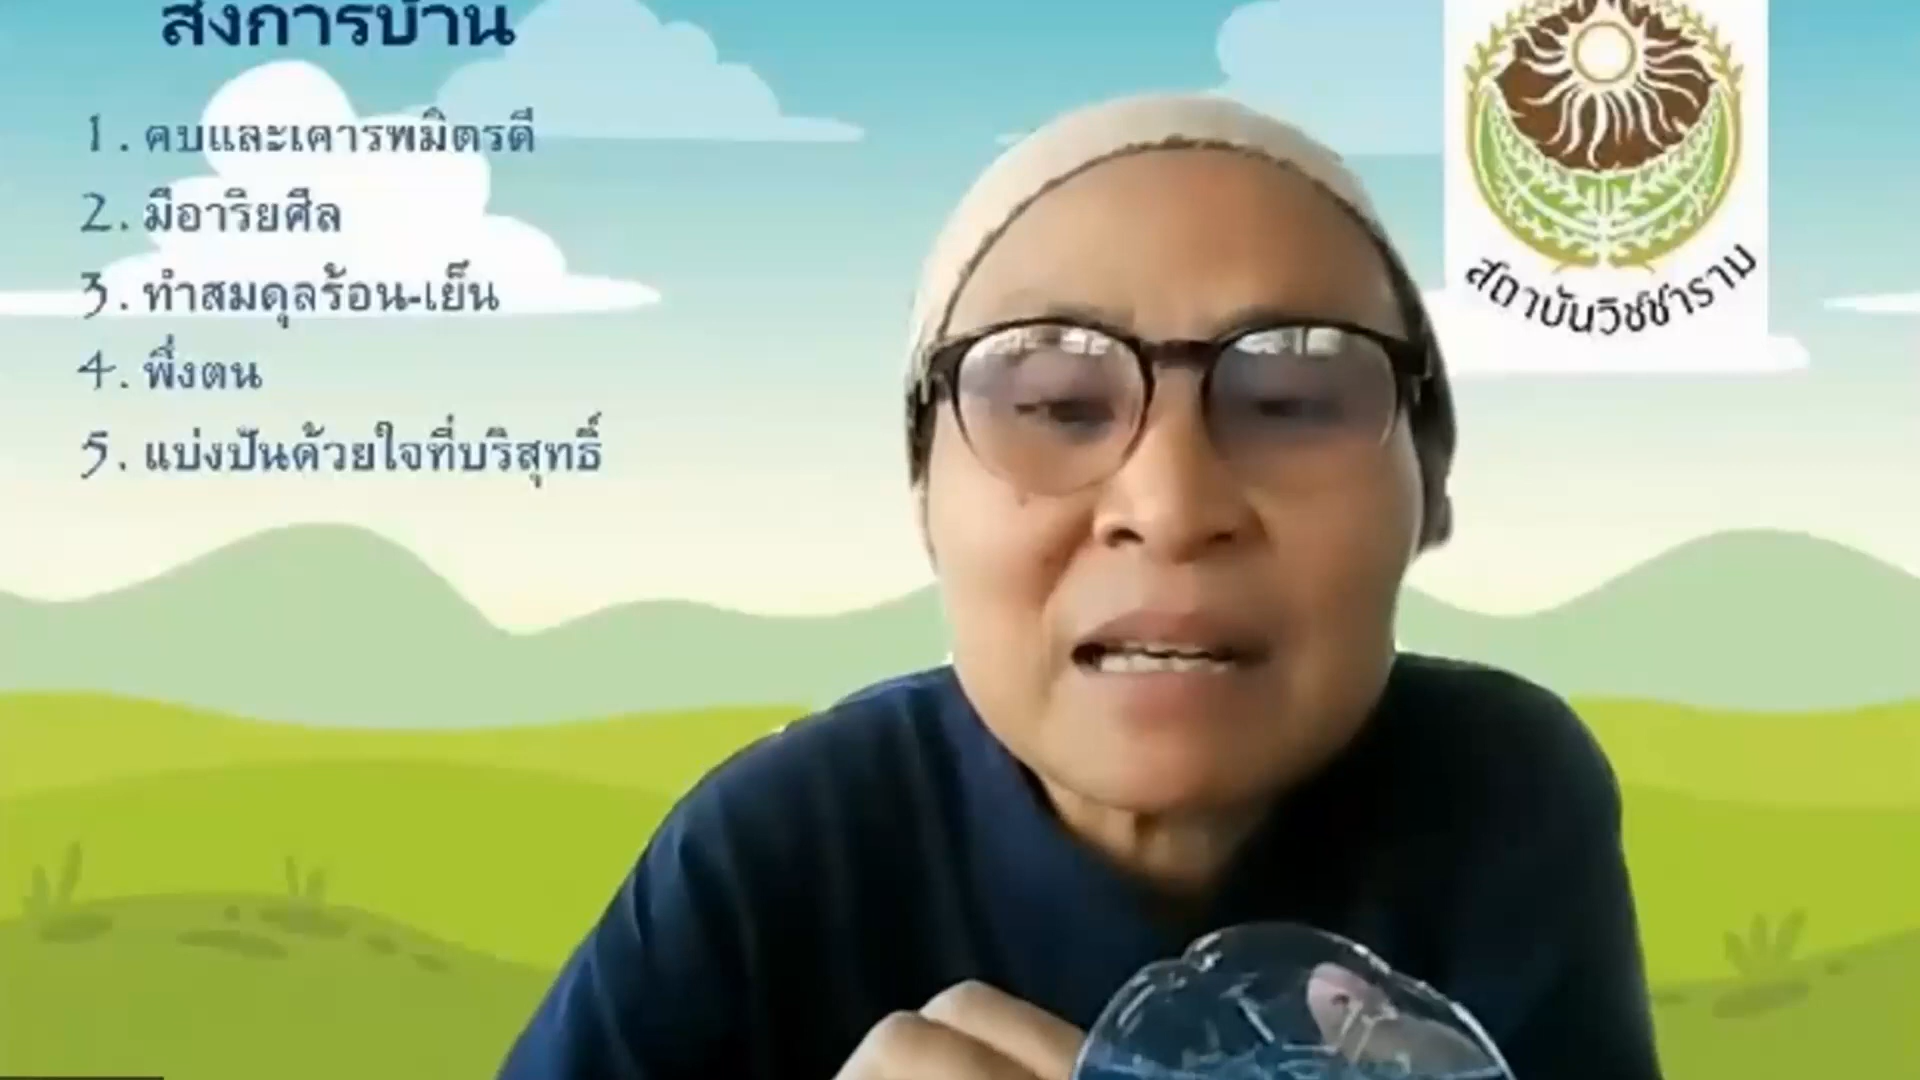 ส่งการบ้าน
1. คบและเคารพมิตรดี
2. มีอาริยศีล
3. ทำสมดุลร้อน-เย็น
4. พึ่งตน
5. แบ่งปันด้วยใจที่บริสุทธิ์
สถาบันวิชชาราม